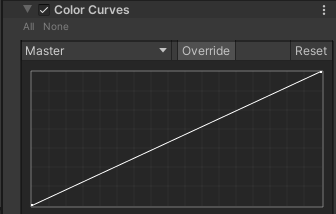 Color Curves
All None
Master Override Reset